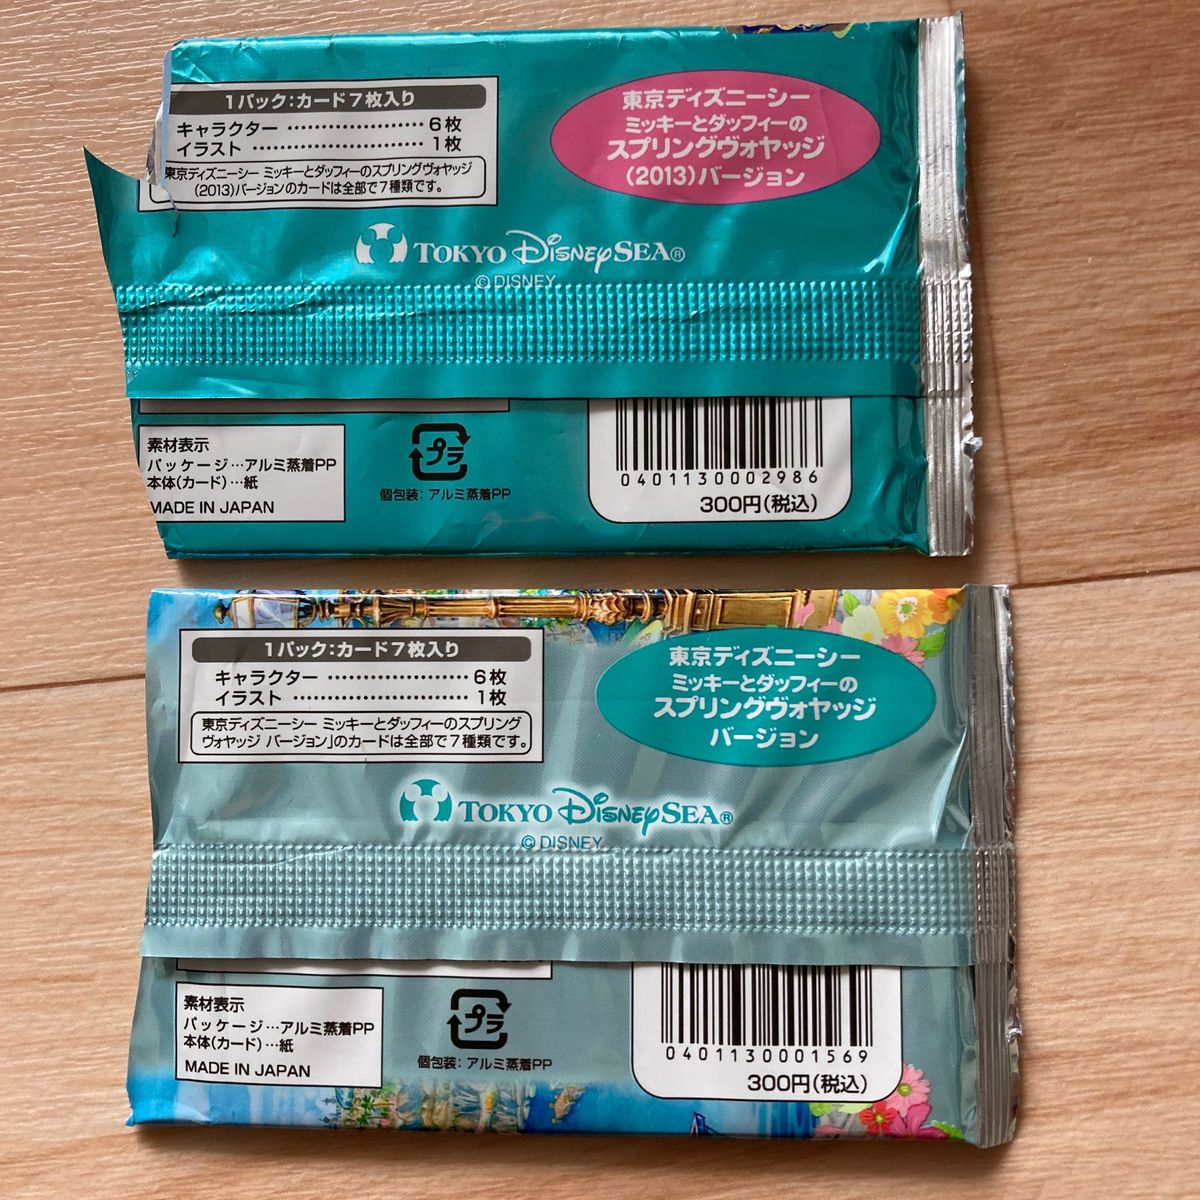 1パック:カード7枚入り
キャラクター………………6枚
イラスト……………………1枚
東京ディズニーシー ミッキーとダッフィーのスプリングヴォヤッジ
(2013)バージョンのカードは全部で7種類です。
東京ディズニーシー
ミッキーとダッフィーの
スプリングヴォヤッジ
(2013)バージョン
TOKYO DISNEYSEA®
©DISNEY
素材表示
パッケージ…アルミ蒸着PP
本体(カード)…紙
MADE IN JAPAN
プラ
個包装:アルミ蒸着PP
0401130002986
300円(税込)
1パック:カード7枚入り
キャラクター………………6枚
イラスト……………………1枚
東京ディズニーシー ミッキーとダッフィーのスプリング
ヴォヤッジ バージョン」のカードは全部で7種類です。
東京ディズニーシー
ミッキーとダッフィーの
スプリングヴォヤッジ
バージョン
TOKYO DISNEYSEA®
©DISNEY
素材表示
パッケージ…アルミ蒸着PP
本体(カード)…紙
MADE IN JAPAN
プラ
個包装:アルミ蒸着PP
0401130001569
300円(税込)